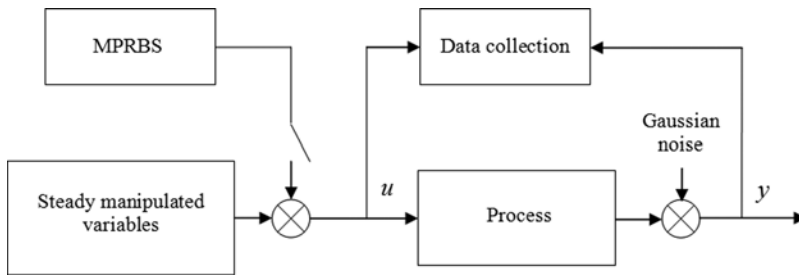 MPRBS
Data collection
Gaussian
noise
Steady manipulated
variables
u
Process
y